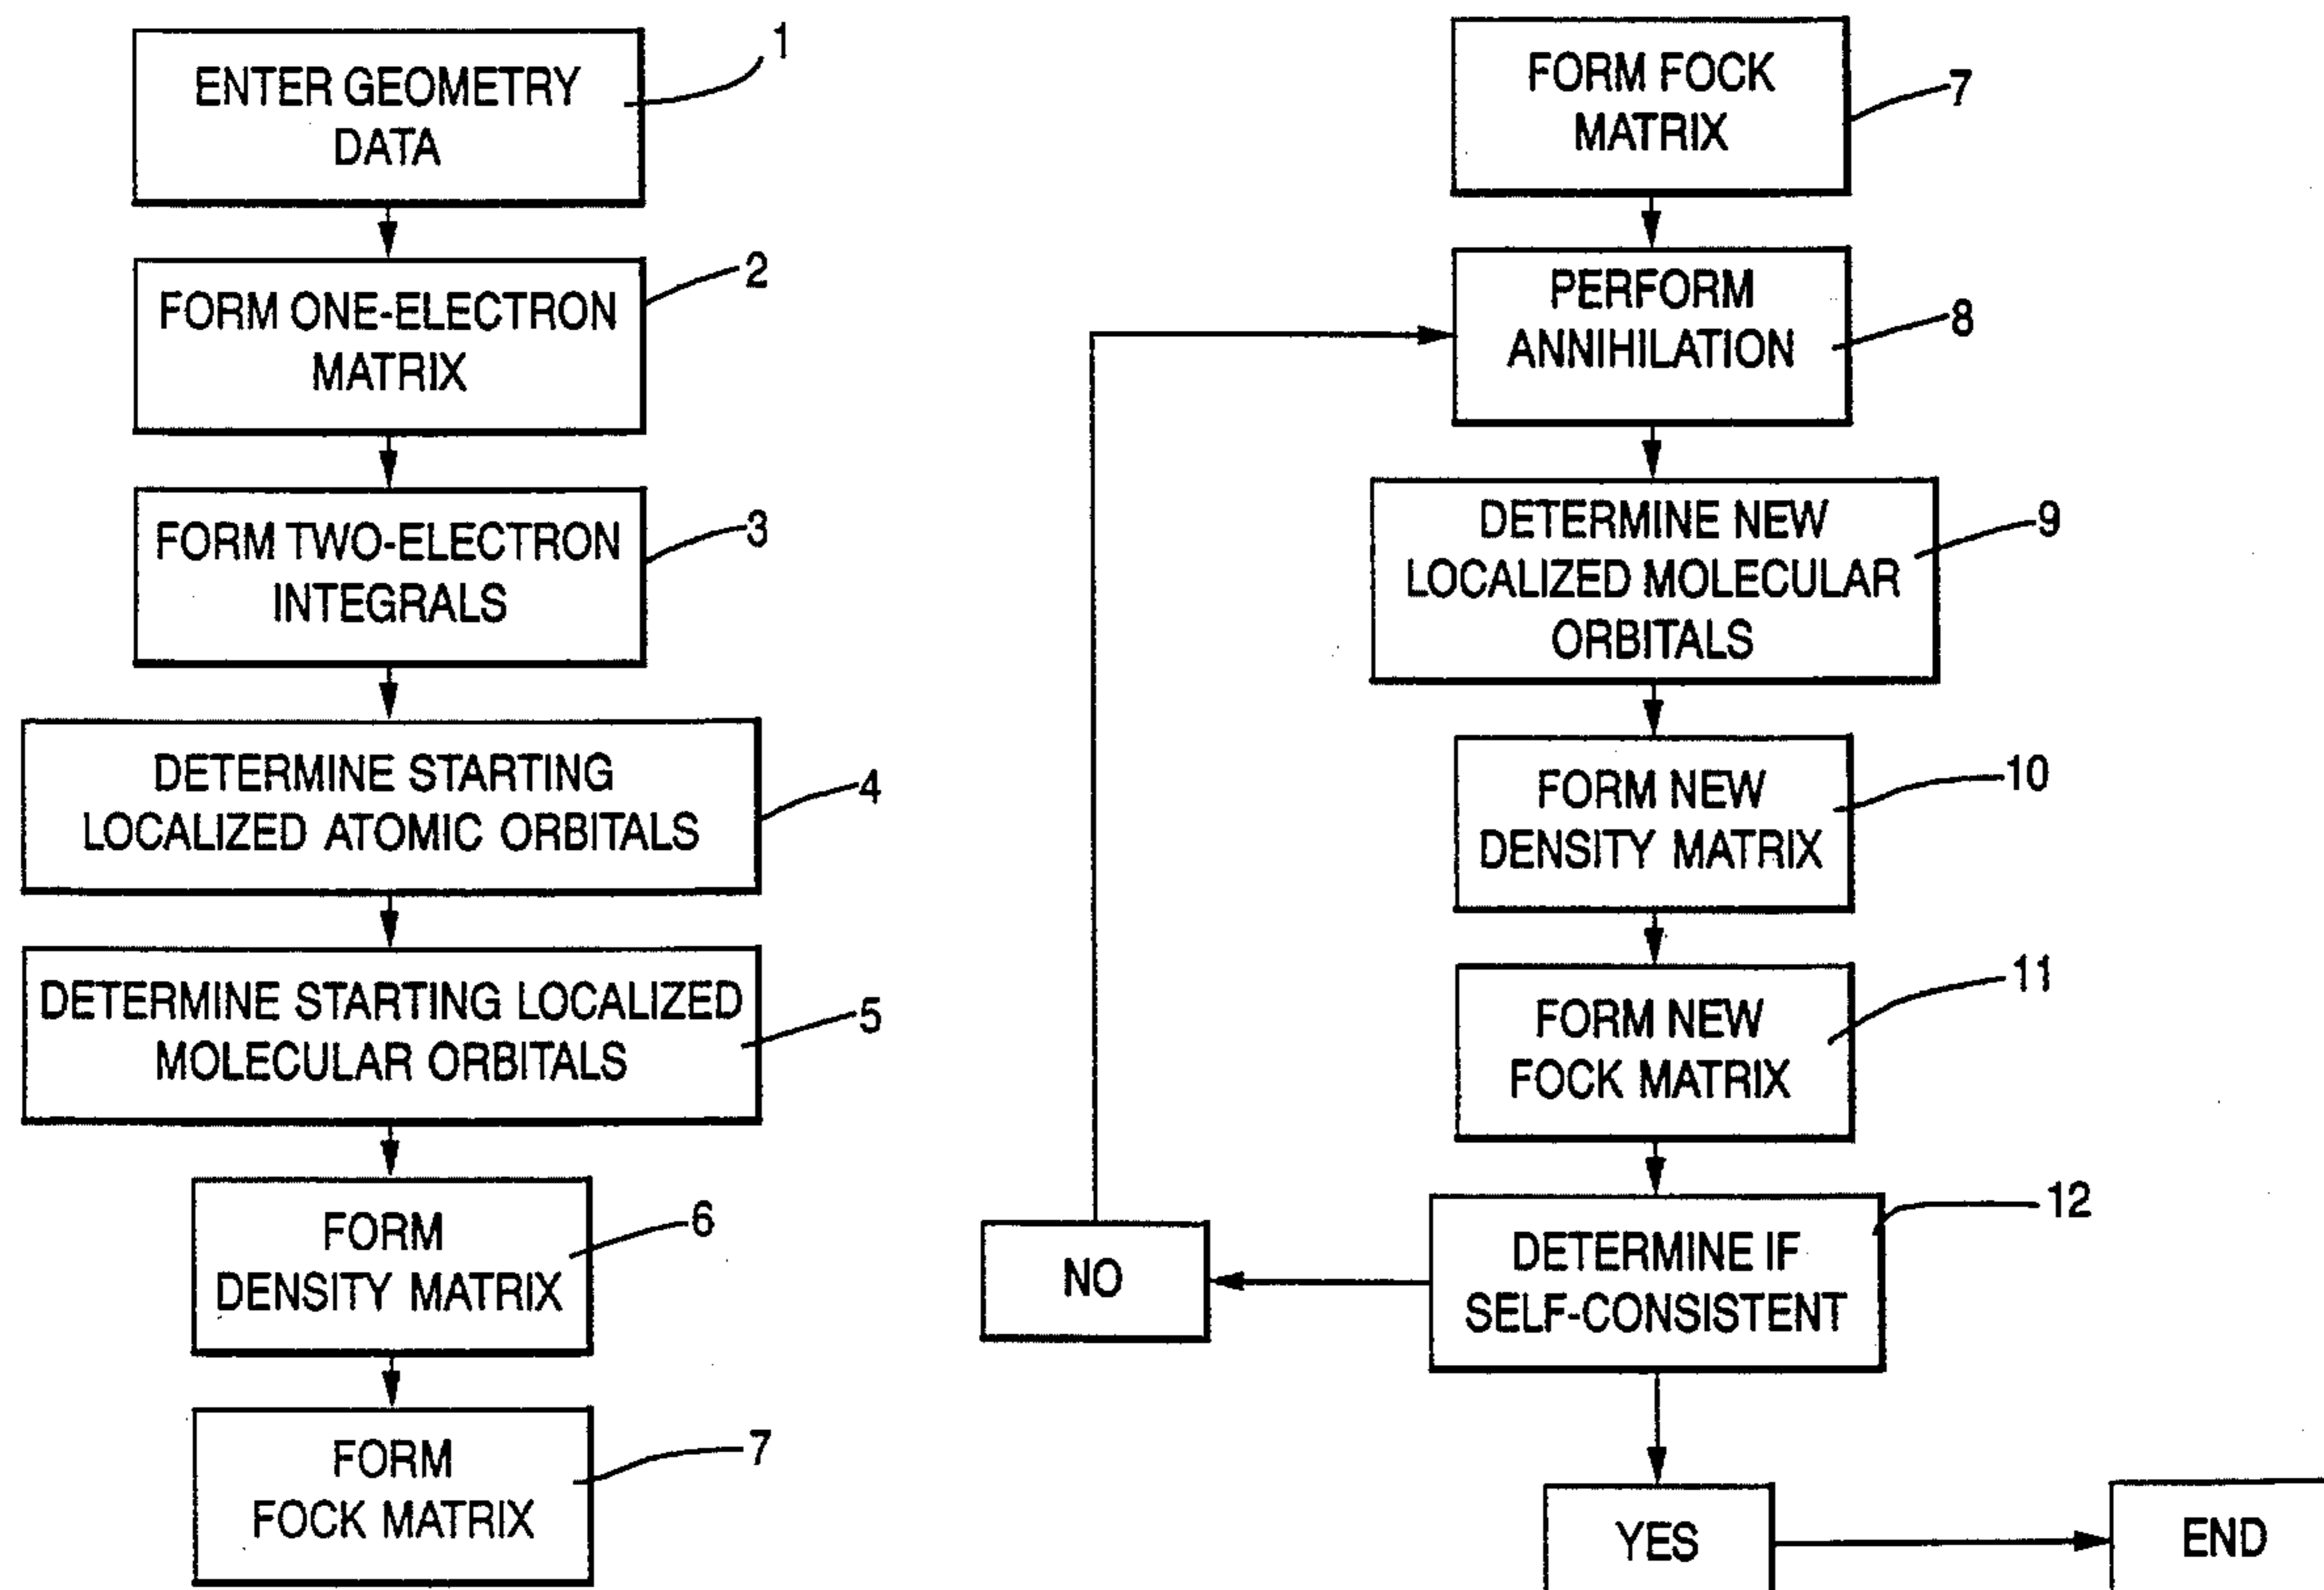 ENTER GEOMETRY
DATA
1
FORM ONE-ELECTRON
MATRIX
2
FORM TWO-ELECTRON
INTEGRALS
3
DETERMINE STARTING
LOCALIZED ATOMIC ORBITALS
4
DETERMINE STARTING LOCALIZED
MOLECULAR ORBITALS
5
FORM
DENSITY MATRIX
6
FORM
FOCK MATRIX
7
FORM FOCK
MATRIX
7
PERFORM
ANNIHILATION
8
DETERMINE NEW
LOCALIZED MOLECULAR
ORBITALS
9
FORM NEW
DENSITY MATRIX
10
FORM NEW
FOCK MATRIX
11
DETERMINE IF
SELF-CONSISTENT
12
NO
YES
END